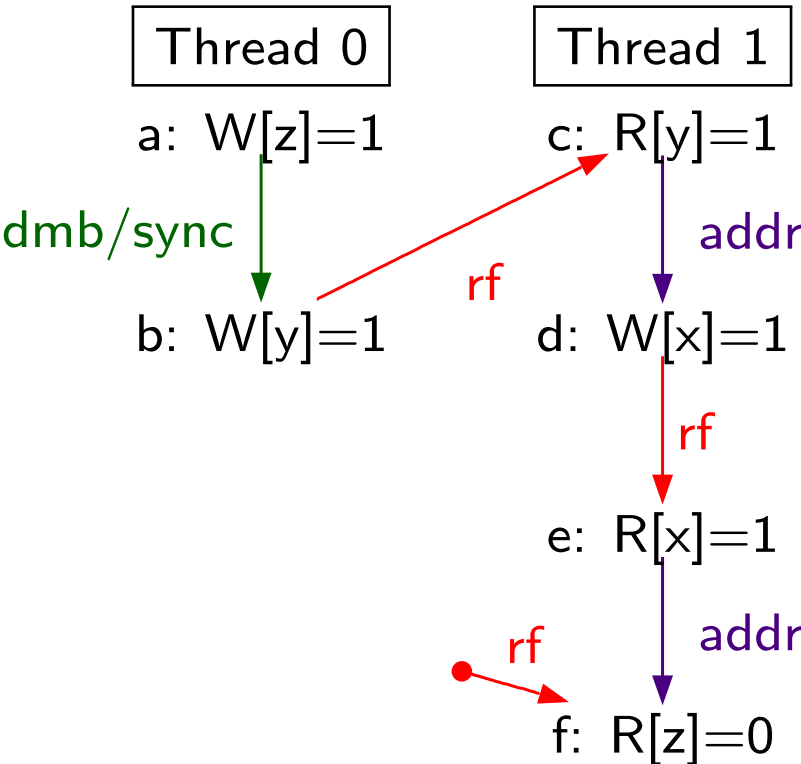 Thread 0
Thread 1
a: W[z]=1
c: R[y]=1
dmb/sync
addr
rf
b: W[y]=1
d: W[x]=1
rf
e: R[x]=1
addr
rf
f: R[z]=0